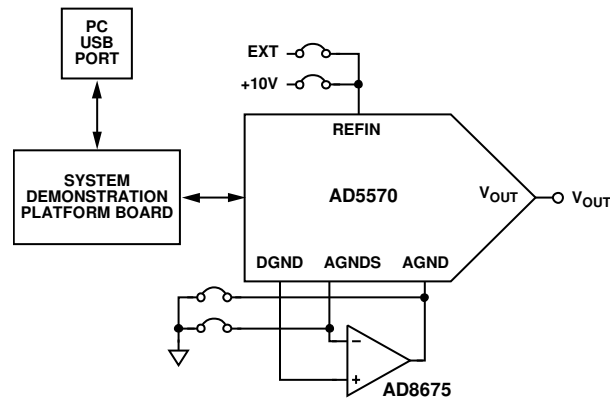 PC
USB
PORT
EXT
+10V
REFIN
SYSTEM
DEMONSTRATION
PLATFORM BOARD
AD5570
VOUT
VOUT
DGND
AGNDS
AGND
–
+
AD8675